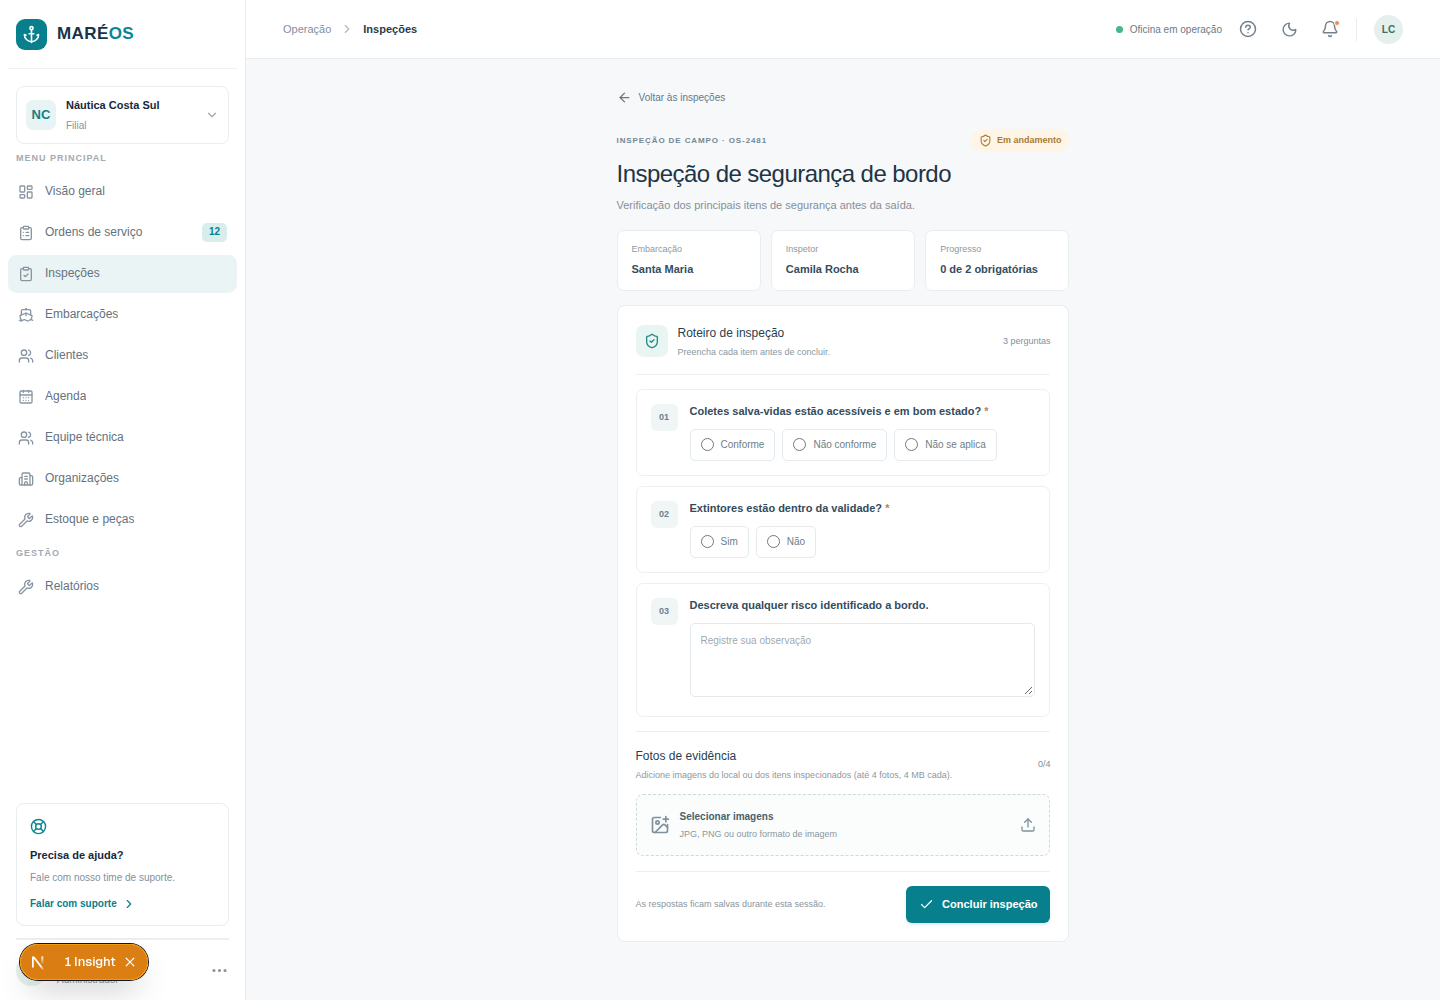 MARÉOS
NC
Náutica Costa Sul
Filial
MENU PRINCIPAL
Visão geral
Ordens de serviço
12
Inspeções
Embarcações
Clientes
Agenda
Equipe técnica
Organizações
Estoque e peças
GESTÃO
Relatórios
Precisa de ajuda?
Fale com nosso time de suporte.
Falar com suporte
1 Insight
Operação
Inspeções
Oficina em operação
LC
Voltar às inspeções
INSPEÇÃO DE CAMPO · OS-2481
Em andamento
Inspeção de segurança de bordo
Verificação dos principais itens de segurança antes da saída.
Embarcação
Santa Maria
Inspetor
Camila Rocha
Progresso
0 de 2 obrigatórias
Roteiro de inspeção
Preencha cada item antes de concluir.
3 perguntas
01
Coletes salva-vidas estão acessíveis e em bom estado? *
Conforme
Não conforme
Não se aplica
02
Extintores estão dentro da validade? *
Sim
Não
03
Descreva qualquer risco identificado a bordo.
Registre sua observação
Fotos de evidência
Adicione imagens do local ou dos itens inspecionados (até 4 fotos, 4 MB cada).
0/4
Selecionar imagens
JPG, PNG ou outro formato de imagem
As respostas ficam salvas durante esta sessão.
Concluir inspeção